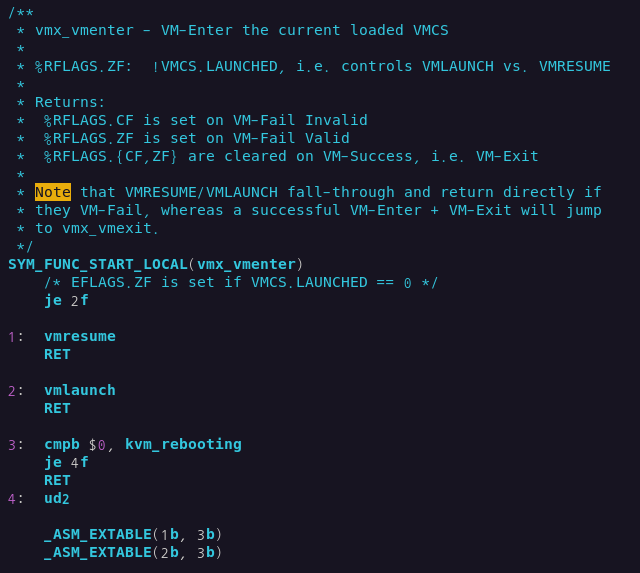 /**
 * vmx_vmenter - VM-Enter the current loaded VMCS
 *
 * %RFLAGS.ZF:  !VMCS.LAUNCHED, i.e. controls VMLAUNCH vs. VMRESUME
 *
 * Returns:
 *  %RFLAGS.CF is set on VM-Fail Invalid
 *  %RFLAGS.ZF is set on VM-Fail Valid
 *  %RFLAGS.{CF,ZF} are cleared on VM-Success, i.e. VM-Exit
 *
 * Note that VMRESUME/VMLAUNCH fall-through and return directly if
 * they VM-Fail, whereas a successful VM-Enter + VM-Exit will jump
 * to vmx_vmexit.
 */
SYM_FUNC_START_LOCAL(vmx_vmenter)
    /* EFLAGS.ZF is set if VMCS.LAUNCHED == 0 */
    je 2f

1:  vmresume
    RET

2:  vmlaunch
    RET

3:  cmpb $0, kvm_rebooting
    je 4f
    RET
4:  ud2

    _ASM_EXTABLE(1b, 3b)
    _ASM_EXTABLE(2b, 3b)